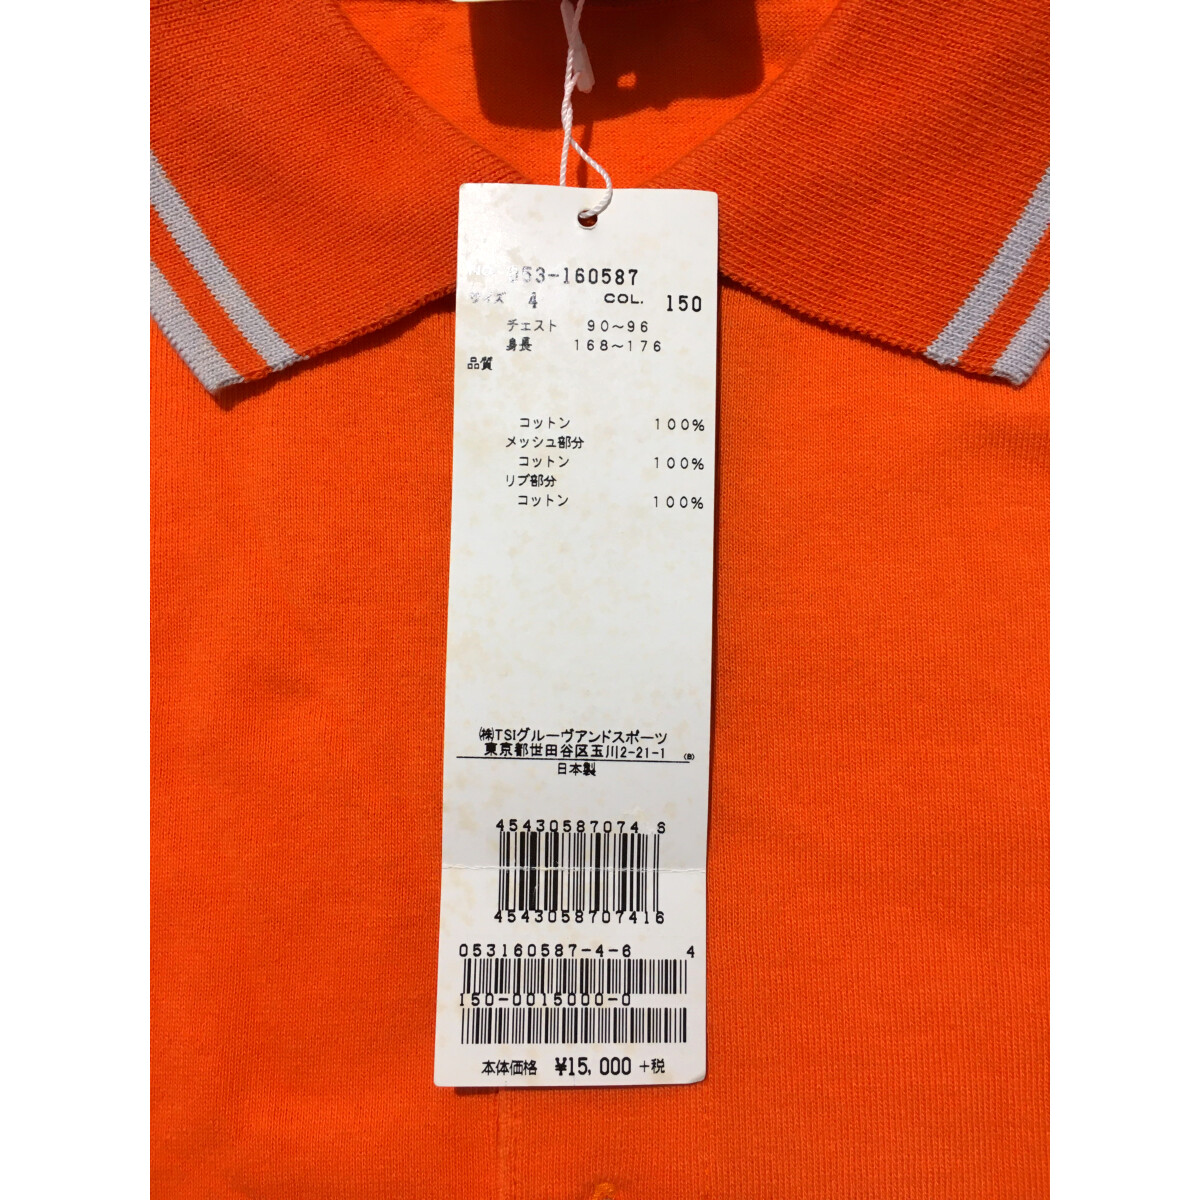 053-160587
サイズ 4 COL. 150
チェスト 90~96
身長 168~176
品質
コットン 100%
メッシュ部分
コットン 100%
リブ部分
コットン 100%
㈱TSIグルーヴアンドスポーツ
東京都世田谷区玉川2-21-1
日本製
45430587074 S
4543058707416
053160587-4-6 4
150-0015000-0
本体価格 ¥15,000 +税